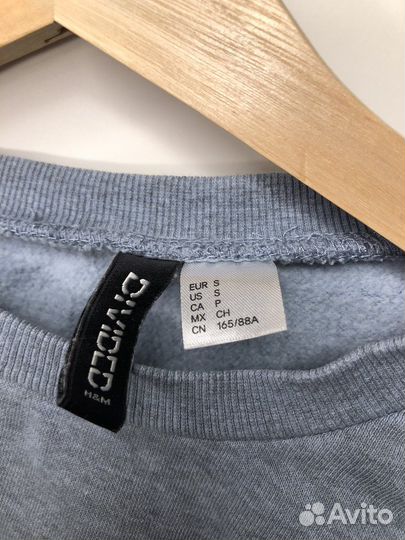 DIVIDED
H&M
EUR S
US S
CA P
MX CH
CN 165/88A
Avito